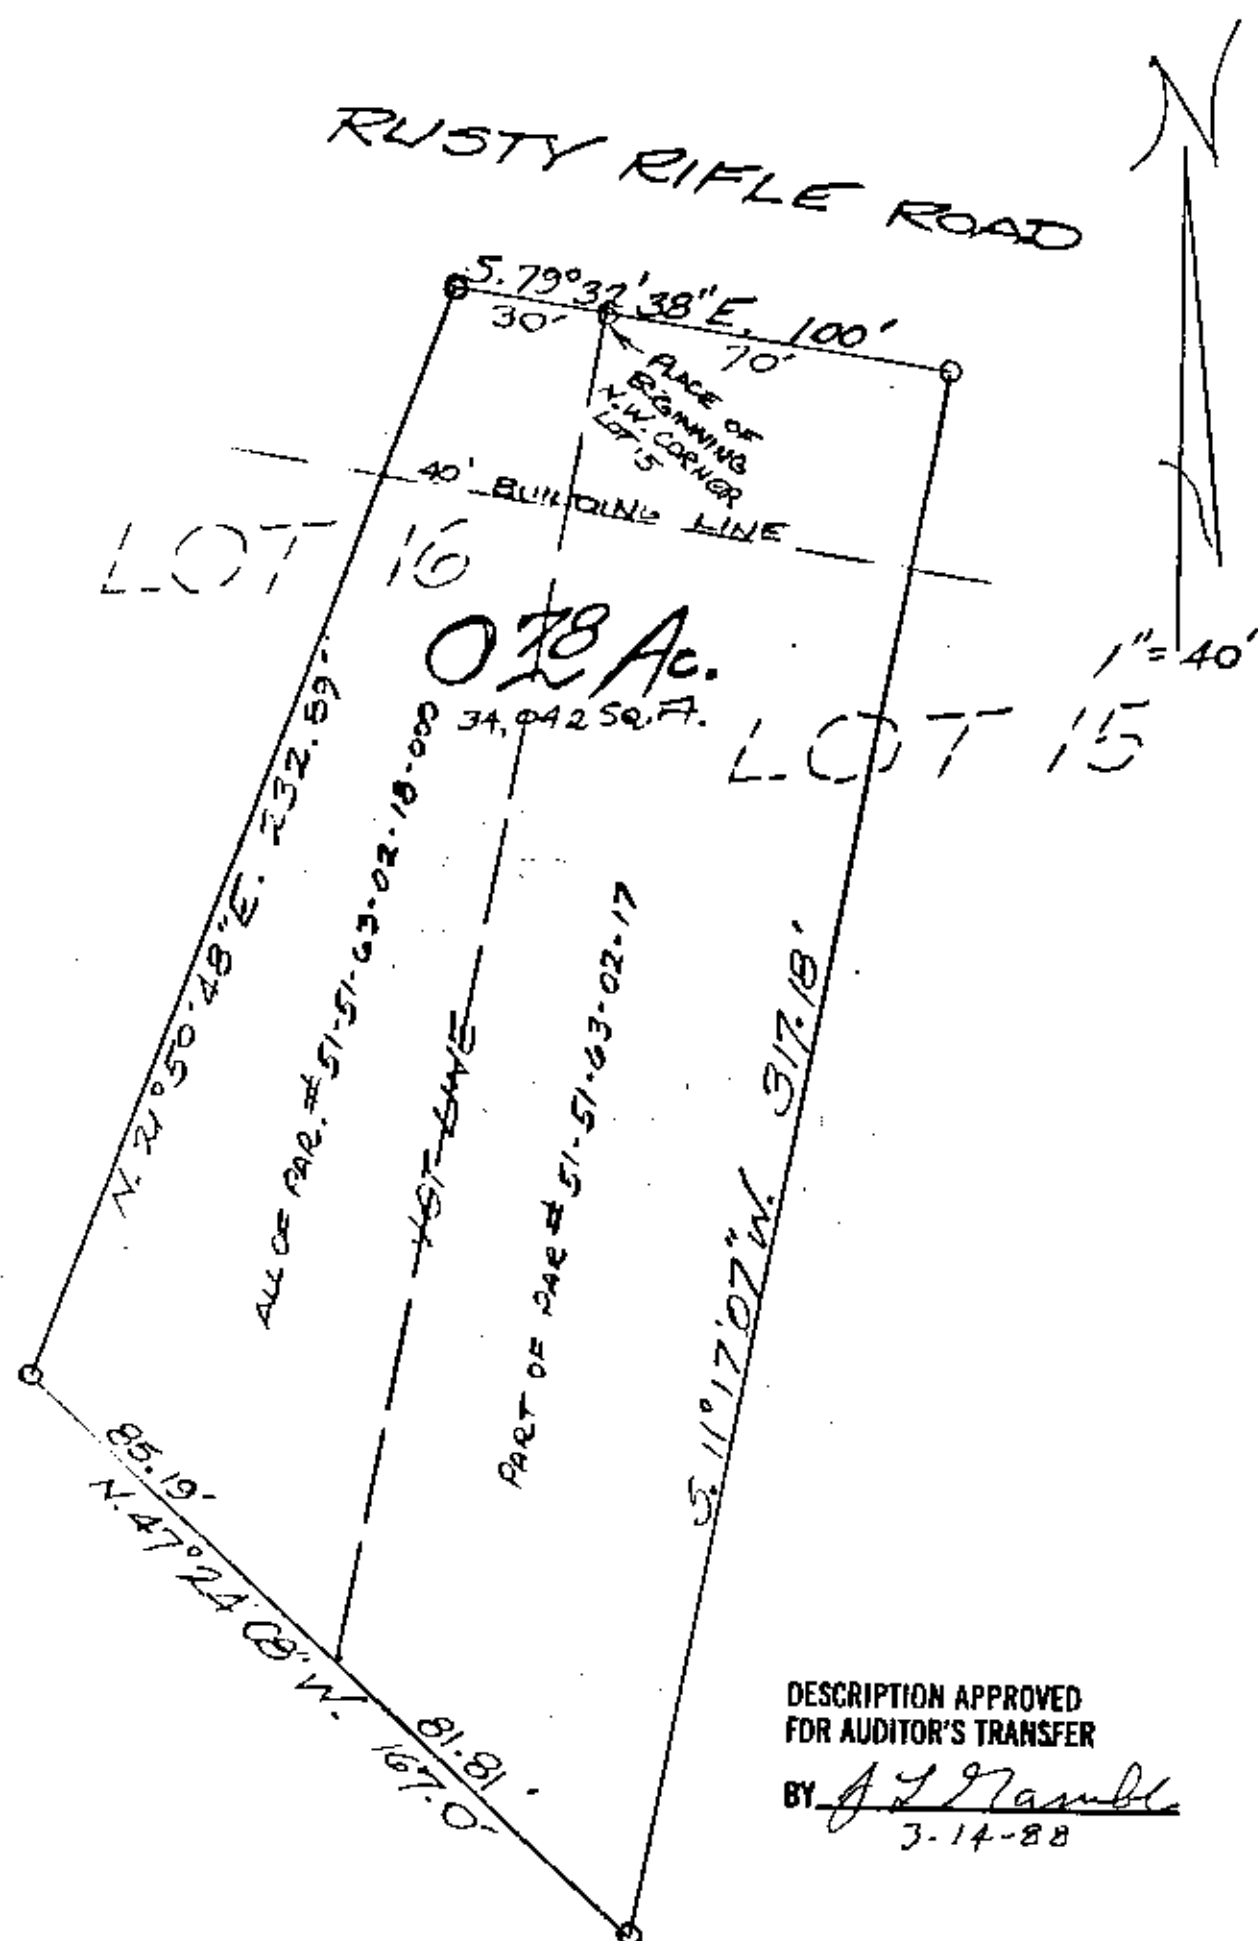 N
RUSTY RIFLE ROAD
S. 79°32'38"E, 100'
30'
70'
PLACE OF
BEGINNING
N.W. CORNER
LOT 15
40' BUILDING LINE
LOT 16
0.78 Ac.
34,042 SQ.FT.
1"= 40'
LOT 15
N. 21°50'48"E. 232.59'
ALL OF PAR. # 51-51-63-02-18-000
LOT LINE
PART OF PAR # 51-51-63-02-17
S. 11°17'07"W. 317.18'
85.19'
N. 47°24'08"W.
81.81'
167.0'
DESCRIPTION APPROVED
FOR AUDITOR'S TRANSFER
BY
3-14-88